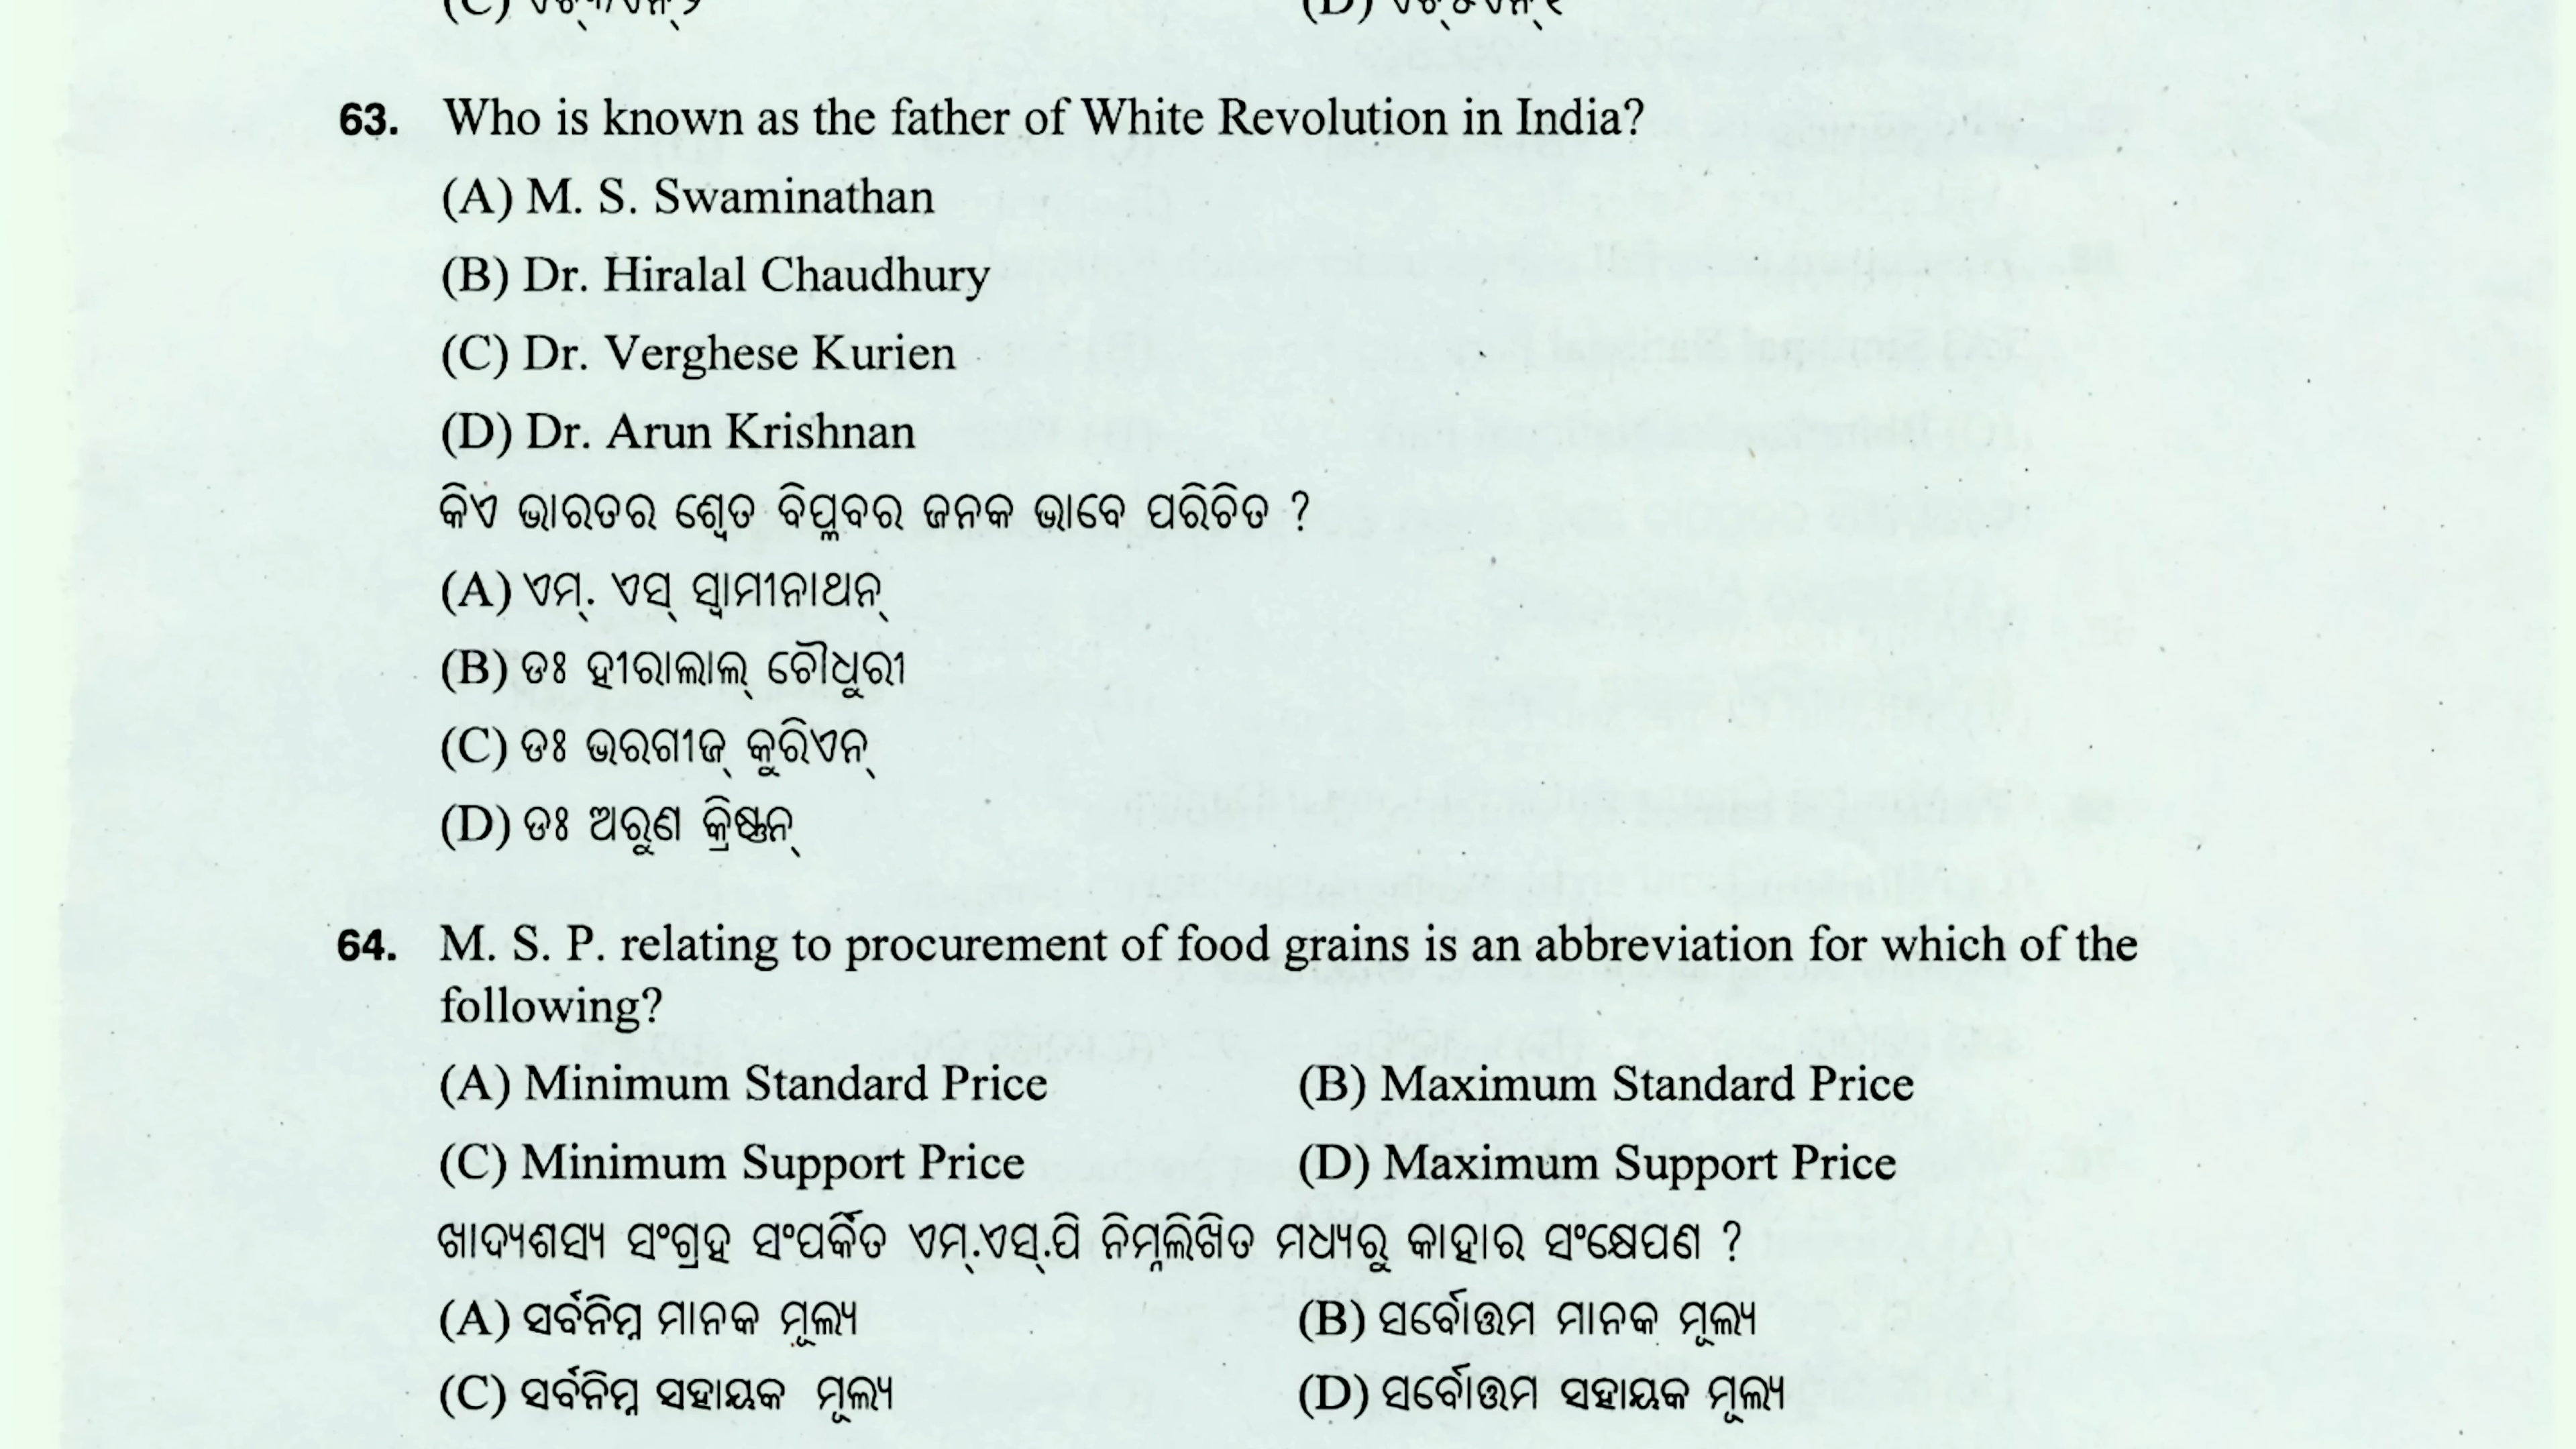 63. Who is known as the father of White Revolution in India?
(A) M. S. Swaminathan
(B) Dr. Hiralal Chaudhury
(C) Dr. Verghese Kurien
(D) Dr. Arun Krishnan
କିଏ ଭାରତର ଶ୍ୱେତ ବିପ୍ଳବର ଜନକ ଭାବେ ପରିଚିତ ?
(A) ଏମ୍. ଏସ୍ ସ୍ୱାମୀନାଥନ୍
(B) ଡଃ ହୀରାଲାଲ୍ ଚୌଧୁରୀ
(C) ଡଃ ଭରଗୀଜ୍ କୁରିଏନ୍
(D) ଡଃ ଅରୁଣ କ୍ରିଷ୍ଣନ୍
64. M. S. P. relating to procurement of food grains is an abbreviation for which of the
following?
(A) Minimum Standard Price (B) Maximum Standard Price
(C) Minimum Support Price (D) Maximum Support Price
ଖାଦ୍ୟଶସ୍ୟ ସଂଗ୍ରହ ସଂପର୍କିତ ଏମ୍.ଏସ୍.ପି ନିମ୍ନଲିଖିତ ମଧ୍ୟରୁ କାହାର ସଂକ୍ଷେପଣ ?
(A) ସର୍ବନିମ୍ନ ମାନକ ମୂଲ୍ୟ (B) ସର୍ବୋତ୍ତମ ମାନକ ମୂଲ୍ୟ
(C) ସର୍ବନିମ୍ନ ସହାୟକ ମୂଲ୍ୟ (D) ସର୍ବୋତ୍ତମ ସହାୟକ ମୂଲ୍ୟ